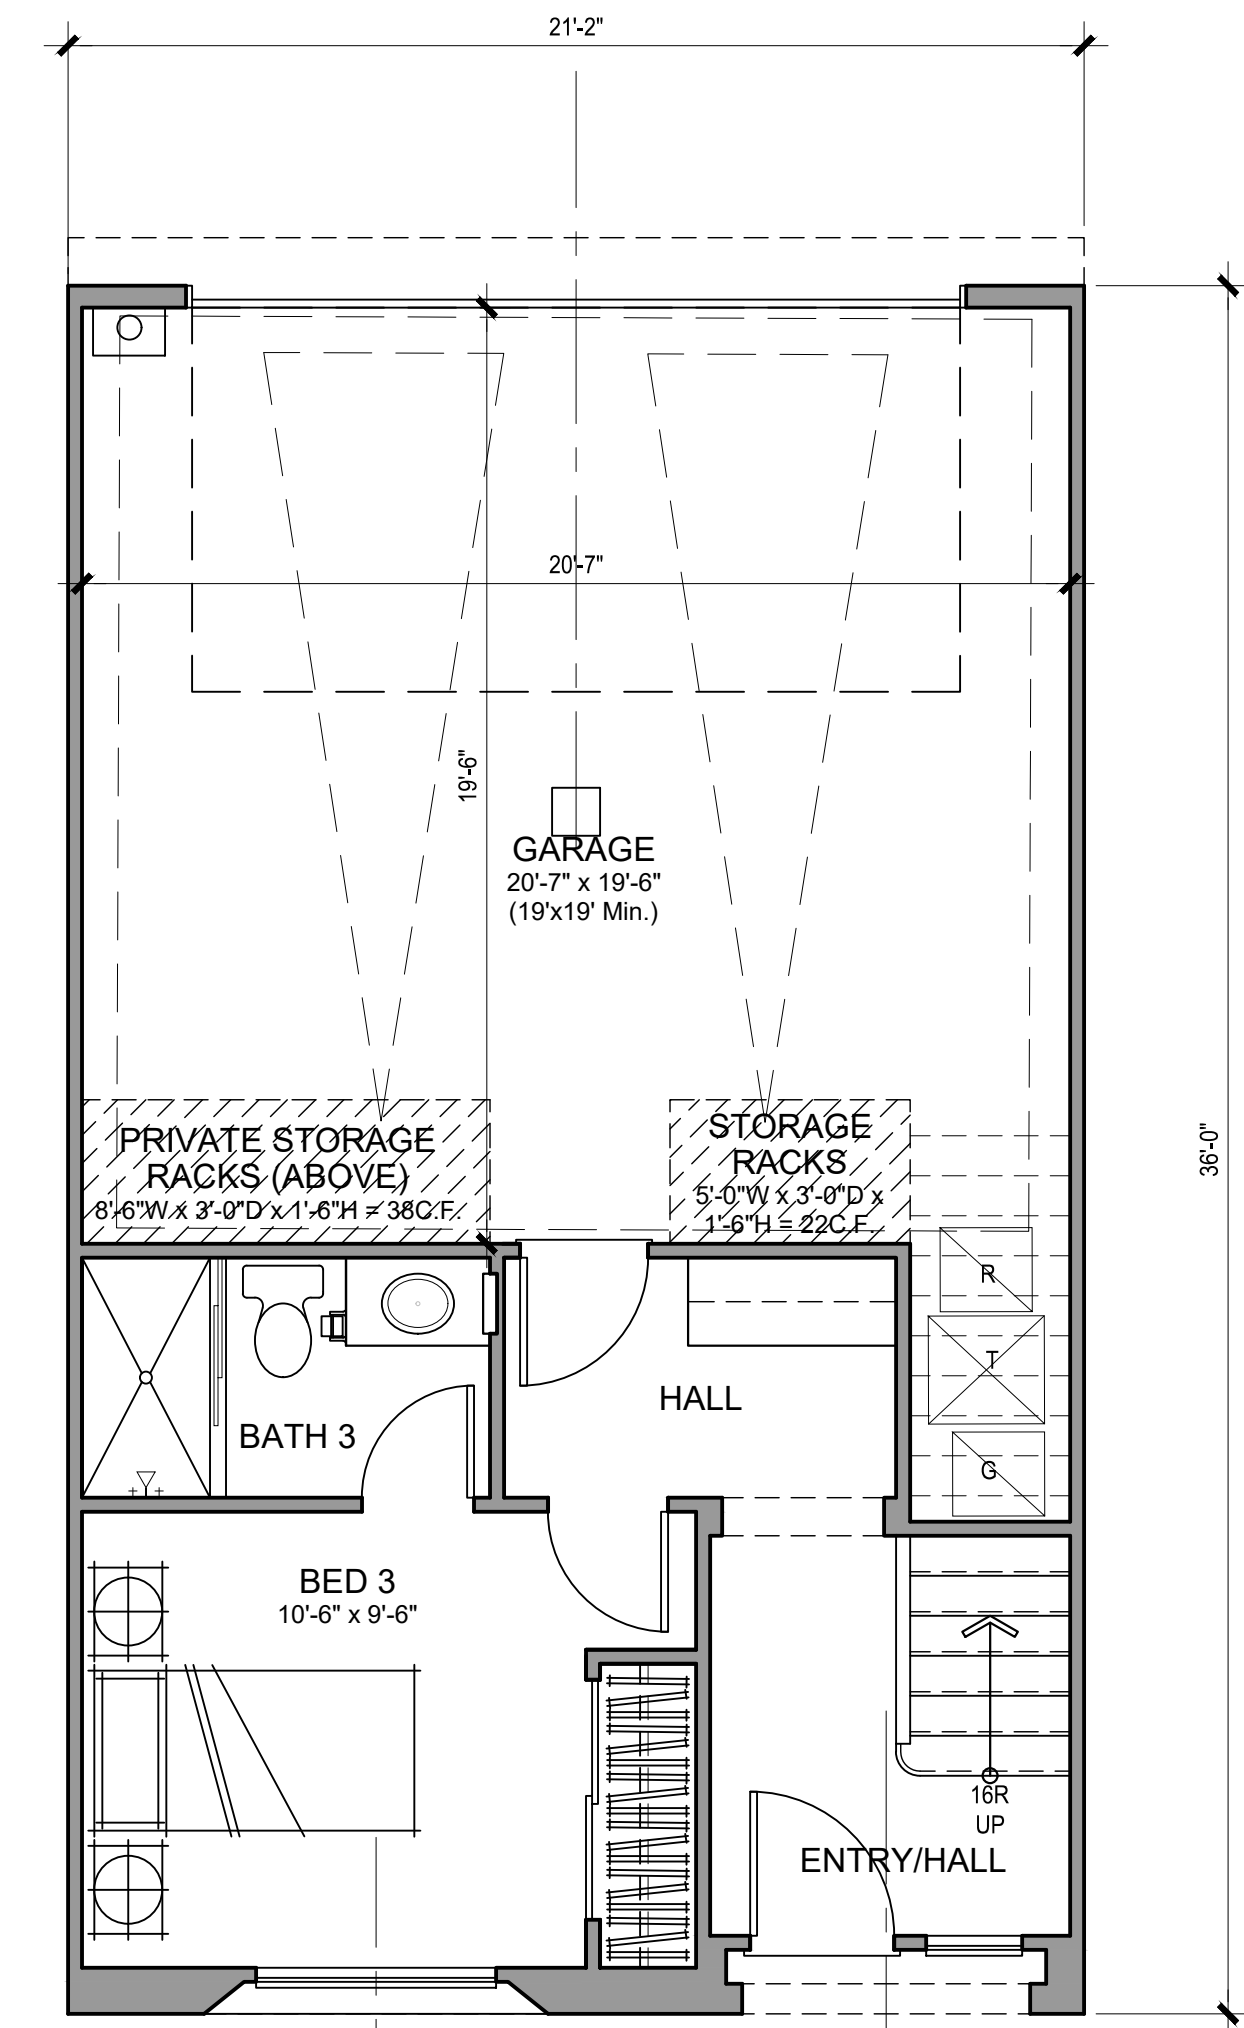 21'-2"
20'-7"
19'-6"
GARAGE
20'-7" x 19'-6"
(19'x19' Min.)
PRIVATE STORAGE
RACKS (ABOVE)
8'-6"W x 3'-0"D x 1'-6"H = 38C.F.
STORAGE
RACKS
5'-0"W x 3'-0"D x
1'-6"H = 22C.F.
36'-0"
R
T
G
HALL
BATH 3
BED 3
10'-6" x 9'-6"
16R
UP
ENTRY/HALL